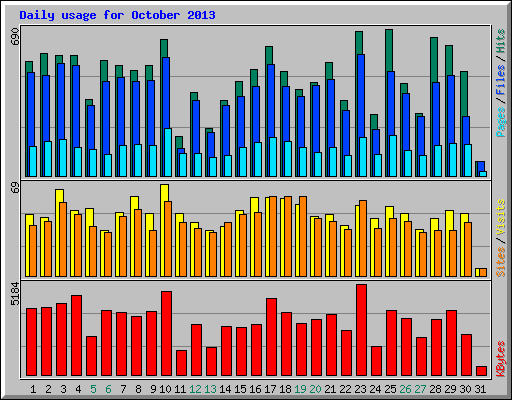 Daily usage for October 2013
690
Pages/Files/Hits
69
Sites/Visits
5184
KBytes
1 2 3 4 5 6 7 8 9 10 11 12 13 14 15 16 17 18 19 20 21 22 23 24 25 26 27 28 29 30 31